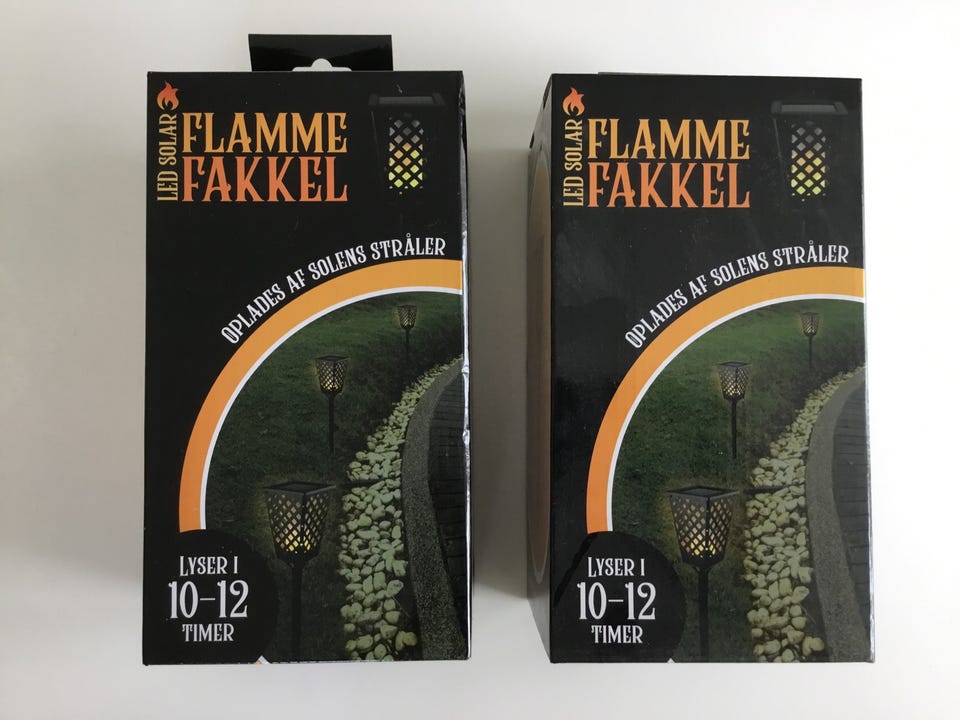 LED SOLAR
FLAMME
FAKKEL
OPLADES AF SOLENS STRÅLER
LYSER I
10-12
TIMER
LED SOLAR
FLAMME
FAKKEL
OPLADES AF SOLENS STRÅLER
LYSER I
10-12
TIMER